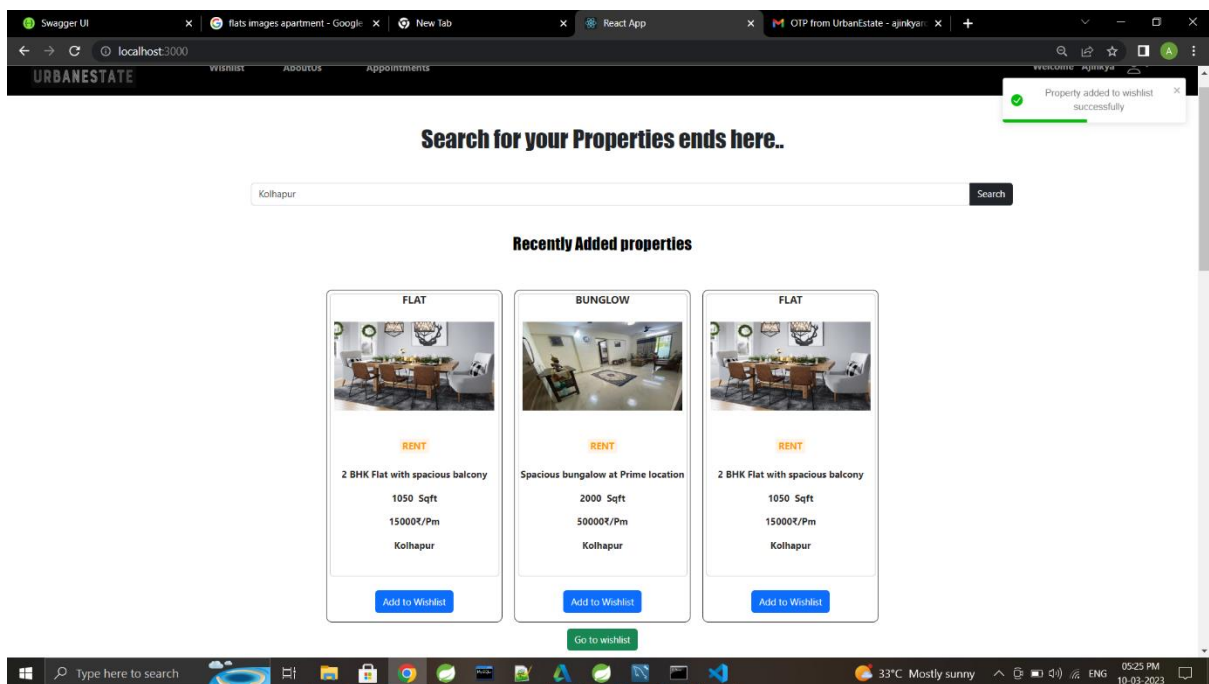 Swagger UI
flats images apartment - Google
New Tab
React App
OTP from UrbanEstate - ajinkyar
localhost:3000
URBANESTATE
Wishlist
AboutUs
Appointments
Welcome Ajinkya
Property added to wishlist
successfully
Search for your Properties ends here..
Kolhapur
Search
Recently Added properties
FLAT
RENT
2 BHK Flat with spacious balcony
1050 Sqft
15000₹/Pm
Kolhapur
Add to Wishlist
BUNGLOW
RENT
Spacious bungalow at Prime location
2000 Sqft
50000₹/Pm
Kolhapur
Add to Wishlist
FLAT
RENT
2 BHK Flat with spacious balcony
1050 Sqft
15000₹/Pm
Kolhapur
Add to Wishlist
Go to wishlist
Type here to search
33°C Mostly sunny
ENG
05:25 PM
10-03-2023